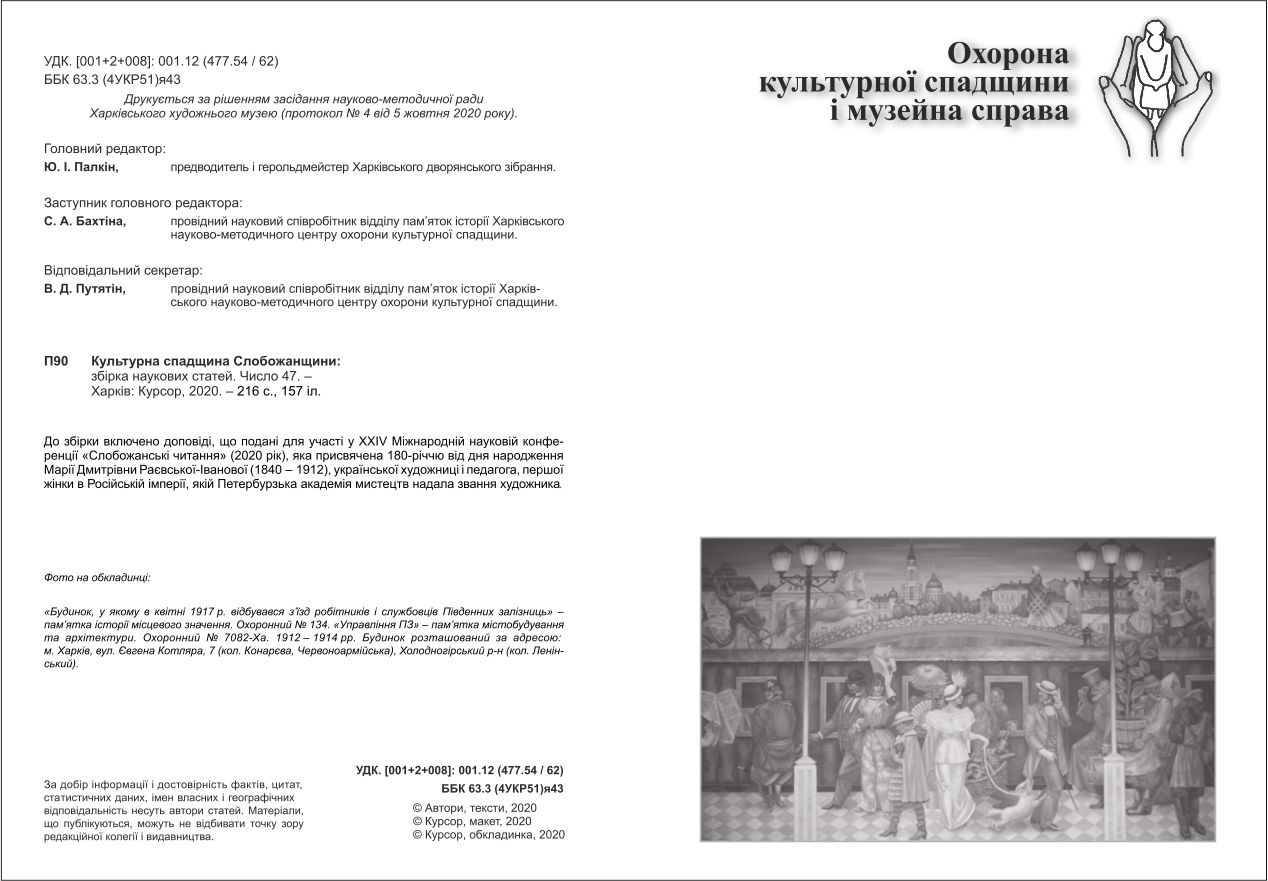 УДК. [001+2+008]: 001.12 (477.54 / 62)
ББК 63.3 (4УКР51)я43
Друкується за рішенням засідання науково-методичної ради
Харківського художнього музею (протокол № 4 від 5 жовтня 2020 року).
Головний редактор:
Ю. І. Палкін, предводитель і герольдмейстер Харківського дворянського зібрання.
Заступник головного редактора:
С. А. Бахтіна, провідний науковий співробітник відділу пам’яток історії Харківського
науково-методичного центру охорони культурної спадщини.
Відповідальний секретар:
В. Д. Путятін, провідний науковий співробітник відділу пам’яток історії Харків-
ського науково-методичного центру охорони культурної спадщини.
П90 Культурна спадщина Слобожанщини:
збірка наукових статей. Число 47. –
Харків: Курсор, 2020. – 216 с., 157 іл.
До збірки включено доповіді, що подані для участі у XXIV Міжнародній науковій конфе-
ренції «Слобожанські читання» (2020 рік), яка присвячена 180-річчю від дня народження
Марії Дмитрівни Раєвської-Іванової (1840 – 1912), української художниці і педагога, першої
жінки в Російській імперії, якій Петербурзька академія мистецтв надала звання художника.
Фото на обкладинці:
«Будинок, у якому в квітні 1917 р. відбувався з’їзд робітників і службовців Південних залізниць» –
пам’ятка історії місцевого значення. Охоронний № 134. «Управління ПЗ» – пам’ятка містобудування
та архітектури. Охоронний № 7082-Ха. 1912 – 1914 рр. Будинок розташований за адресою:
м. Харків, вул. Євгена Котляра, 7 (кол. Конарєва, Червоноармійська), Холодногірський р-н (кол. Ленін-
ський).
За добір інформації і достовірність фактів, цитат,
статистичних даних, імен власних і географічних
відповідальність несуть автори статей. Матеріали,
що публікуються, можуть не відбивати точку зору
редакційної колегії і видавництва.
УДК. [001+2+008]: 001.12 (477.54 / 62)
ББК 63.3 (4УКР51)я43
© Автори, тексти, 2020
© Курсор, макет, 2020
© Курсор, обкладинка, 2020
Охорона
культурної спадщини
і музейна справа